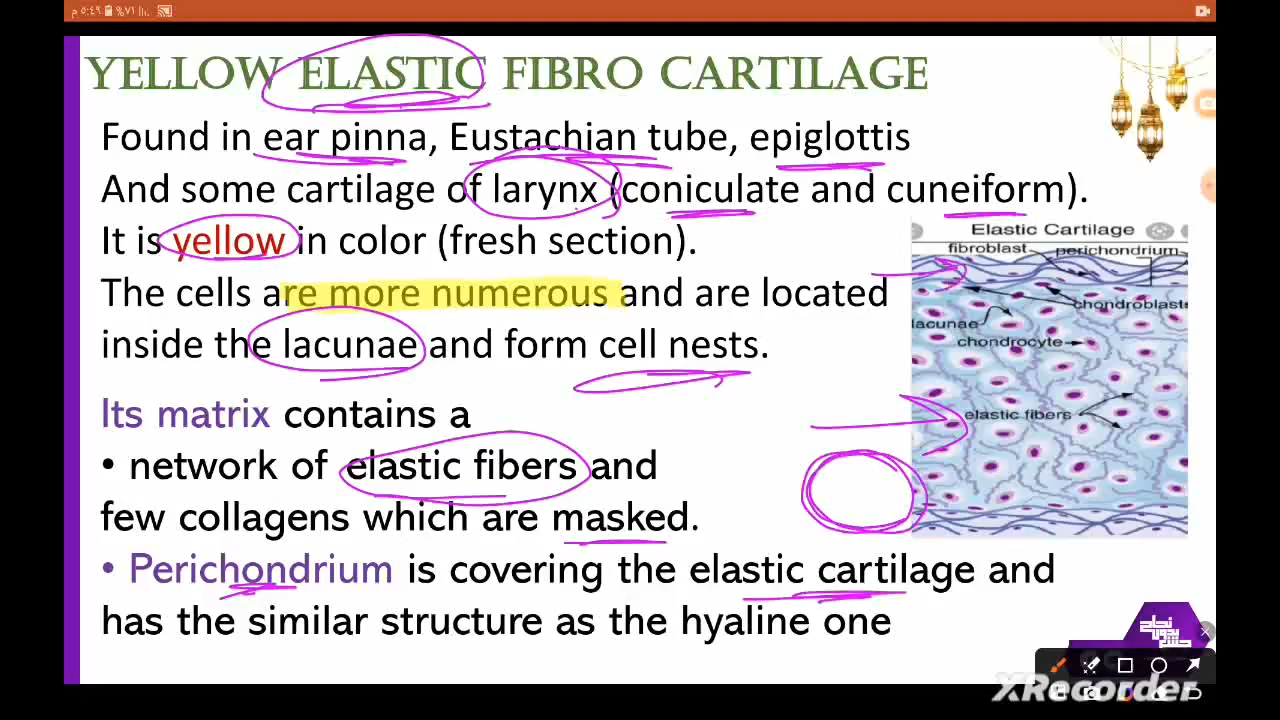 ٥:٤٩ م ٧١%
YELLOW ELASTIC FIBRO CARTILAGE
Found in ear pinna, Eustachian tube, epiglottis
And some cartilage of larynx (coniculate and cuneiform).
It is yellow in color (fresh section).
The cells are more numerous and are located
inside the lacunae and form cell nests.
Its matrix contains a
• network of elastic fibers and
few collagens which are masked.
• Perichondrium is covering the elastic cartilage and
has the similar structure as the hyaline one
Elastic Cartilage
fibroblast
perichondrium
chondroblast
lacunae
chondrocyte
elastic fibers
XRecorder